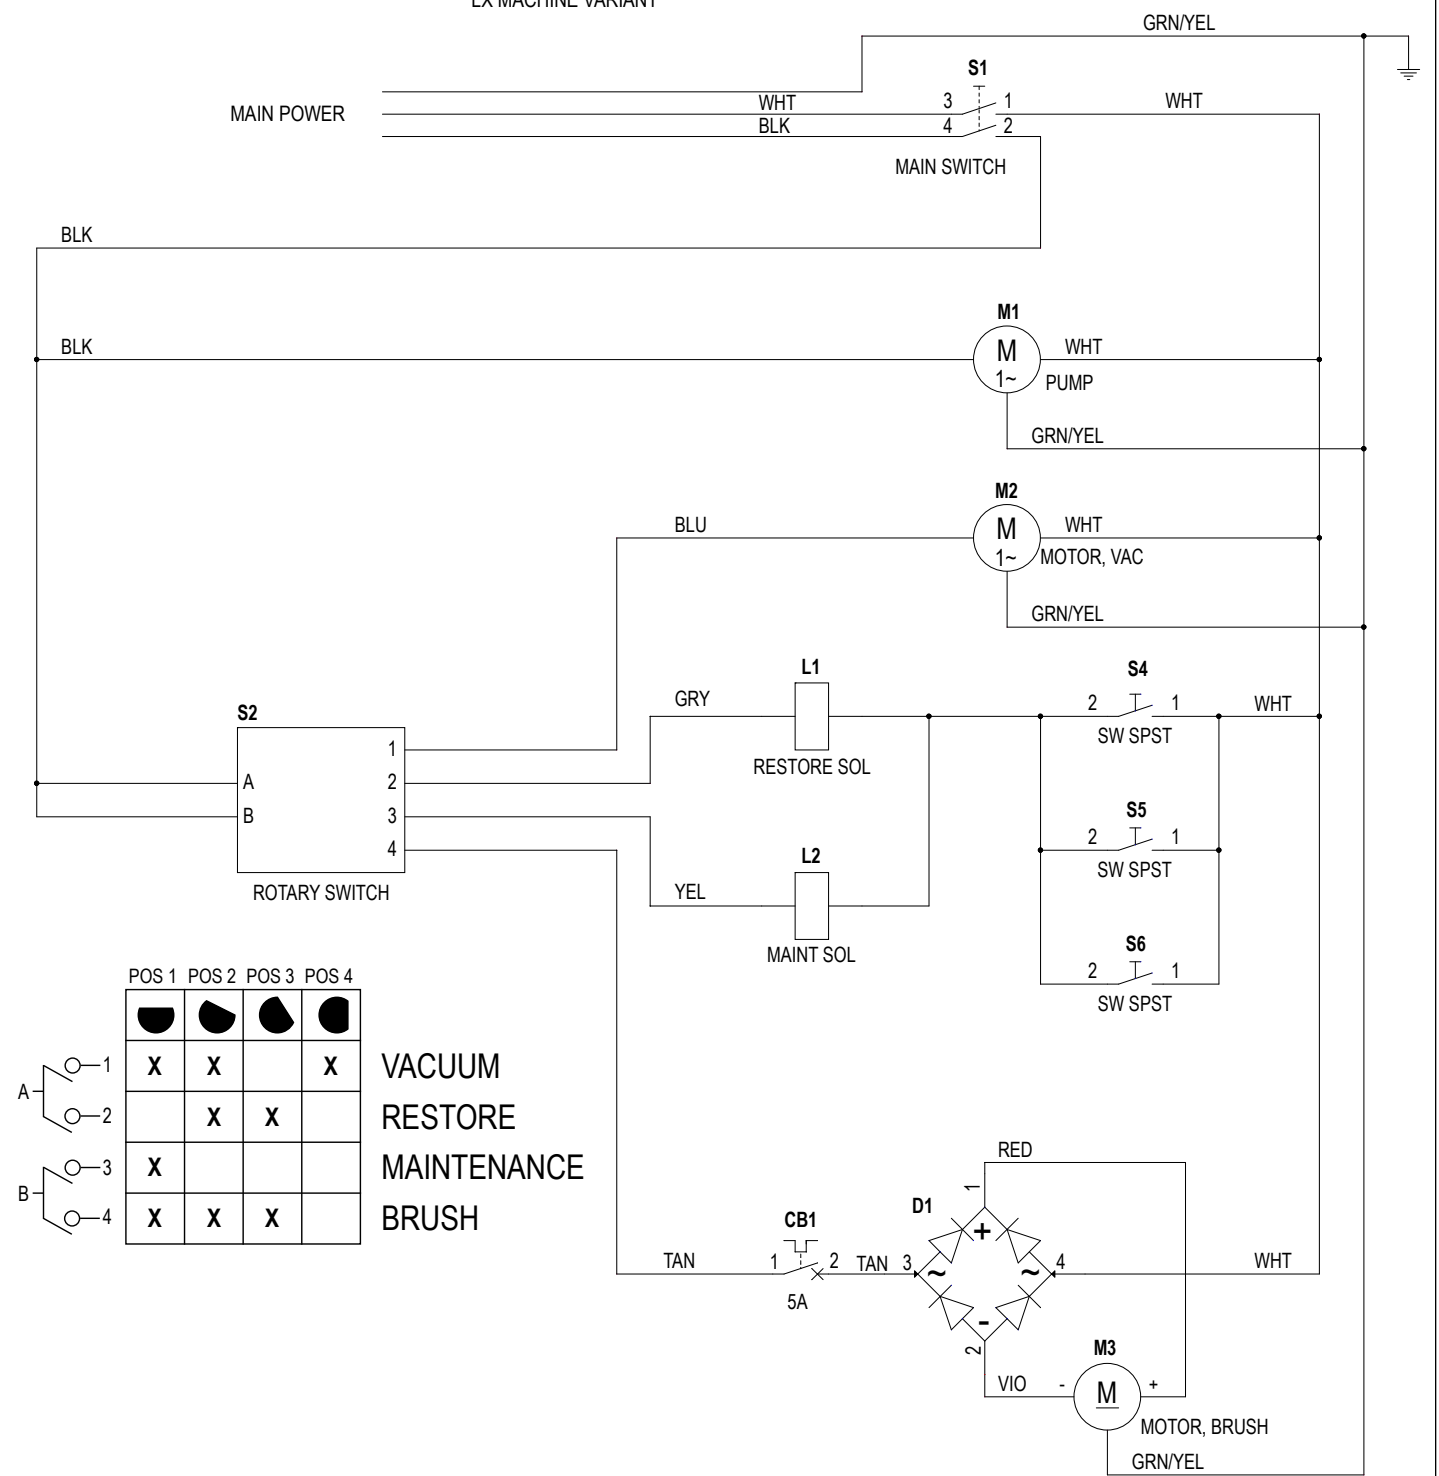 LX MACHINE VARIANT
GRN/YEL
S1
MAIN POWER
WHT
3
1
WHT
BLK
4
2
MAIN SWITCH
BLK
M1
BLK
M
1~
WHT
PUMP
GRN/YEL
M2
BLU
M
1~
WHT
MOTOR, VAC
GRN/YEL
L1
S4
GRY
2
1
WHT
SW SPST
S2
RESTORE SOL
1
A
2
B
3
4
ROTARY SWITCH
S5
2
1
SW SPST
L2
YEL
MAINT SOL
S6
2
1
SW SPST
POS 1 POS 2 POS 3 POS 4
A
1
X X X
VACUUM
2
X X
RESTORE
B
3
X
MAINTENANCE
4
X X X
BRUSH
RED
1
D1
+
CB1
TAN
1
2
TAN
3
~
~
4
WHT
5A
-
2
M3
VIO
-
M
+
MOTOR, BRUSH
GRN/YEL